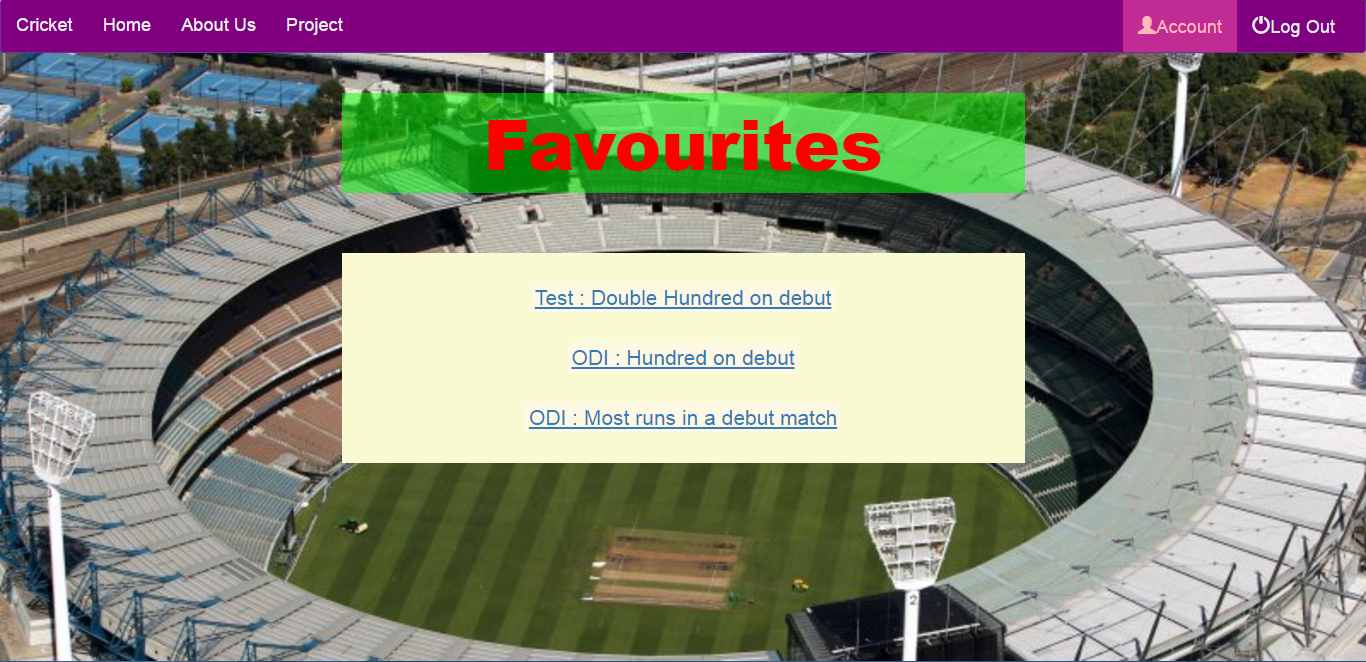 Cricket Home About Us Project Account Log Out
Favourites
Test : Double Hundred on debut
ODI : Hundred on debut
ODI : Most runs in a debut match
2